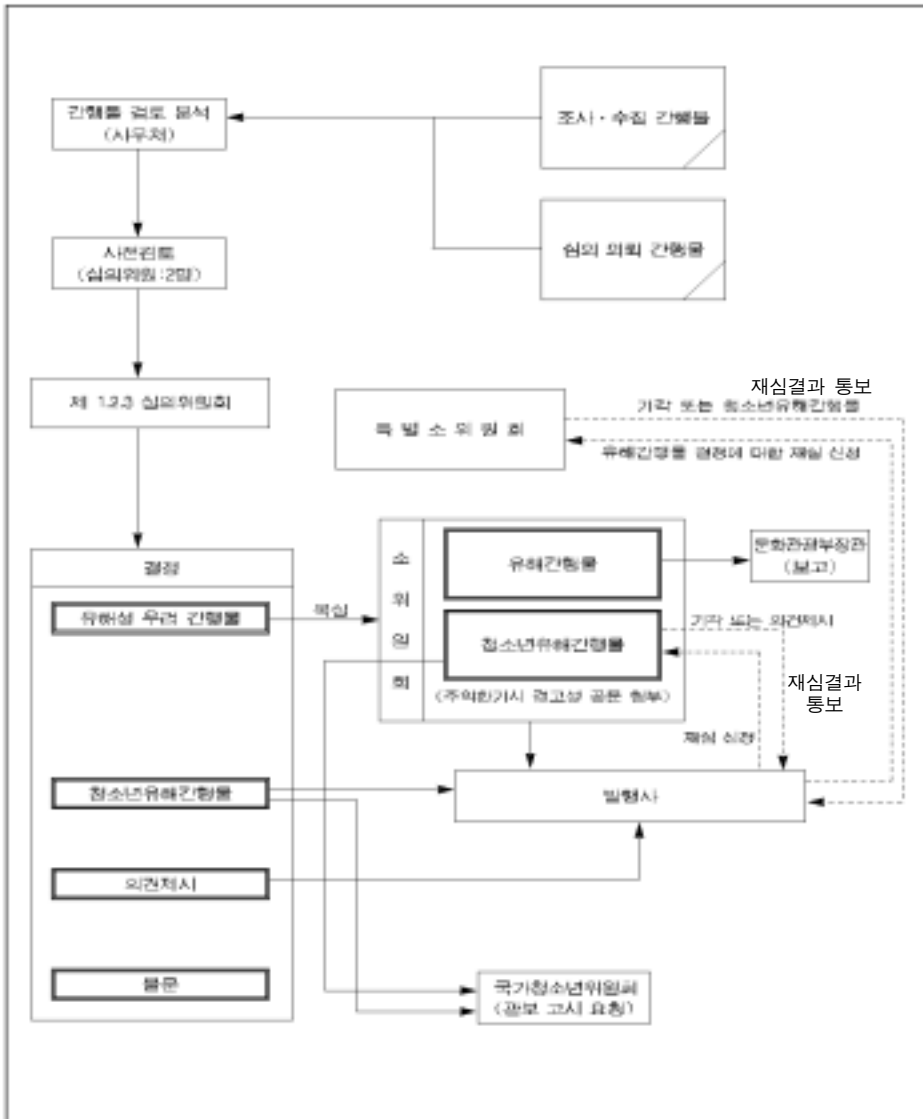 간행물 검토 분석
(사무처)
조사·수집 간행물
사전검토
(심의위원:2명)
심의 의뢰 간행물
제 1.2.3 심의위원회
특 별 소 위 원 회
재심결과 통보
기각 또는 청소년유해간행물
유해간행물 결정에 대한 재심 신청
결정
유해성 우려 간행물
복심
소
위
원
회
유해간행물
청소년유해간행물
(주의환기시 경고성 공문 첨부)
문화관광부장관
(보고)
기각 또는 의견제시
재심결과
통보
재심 신청
청소년유해간행물
발행사
의견제시
불문
국가청소년위원회
(관보 고시 요청)